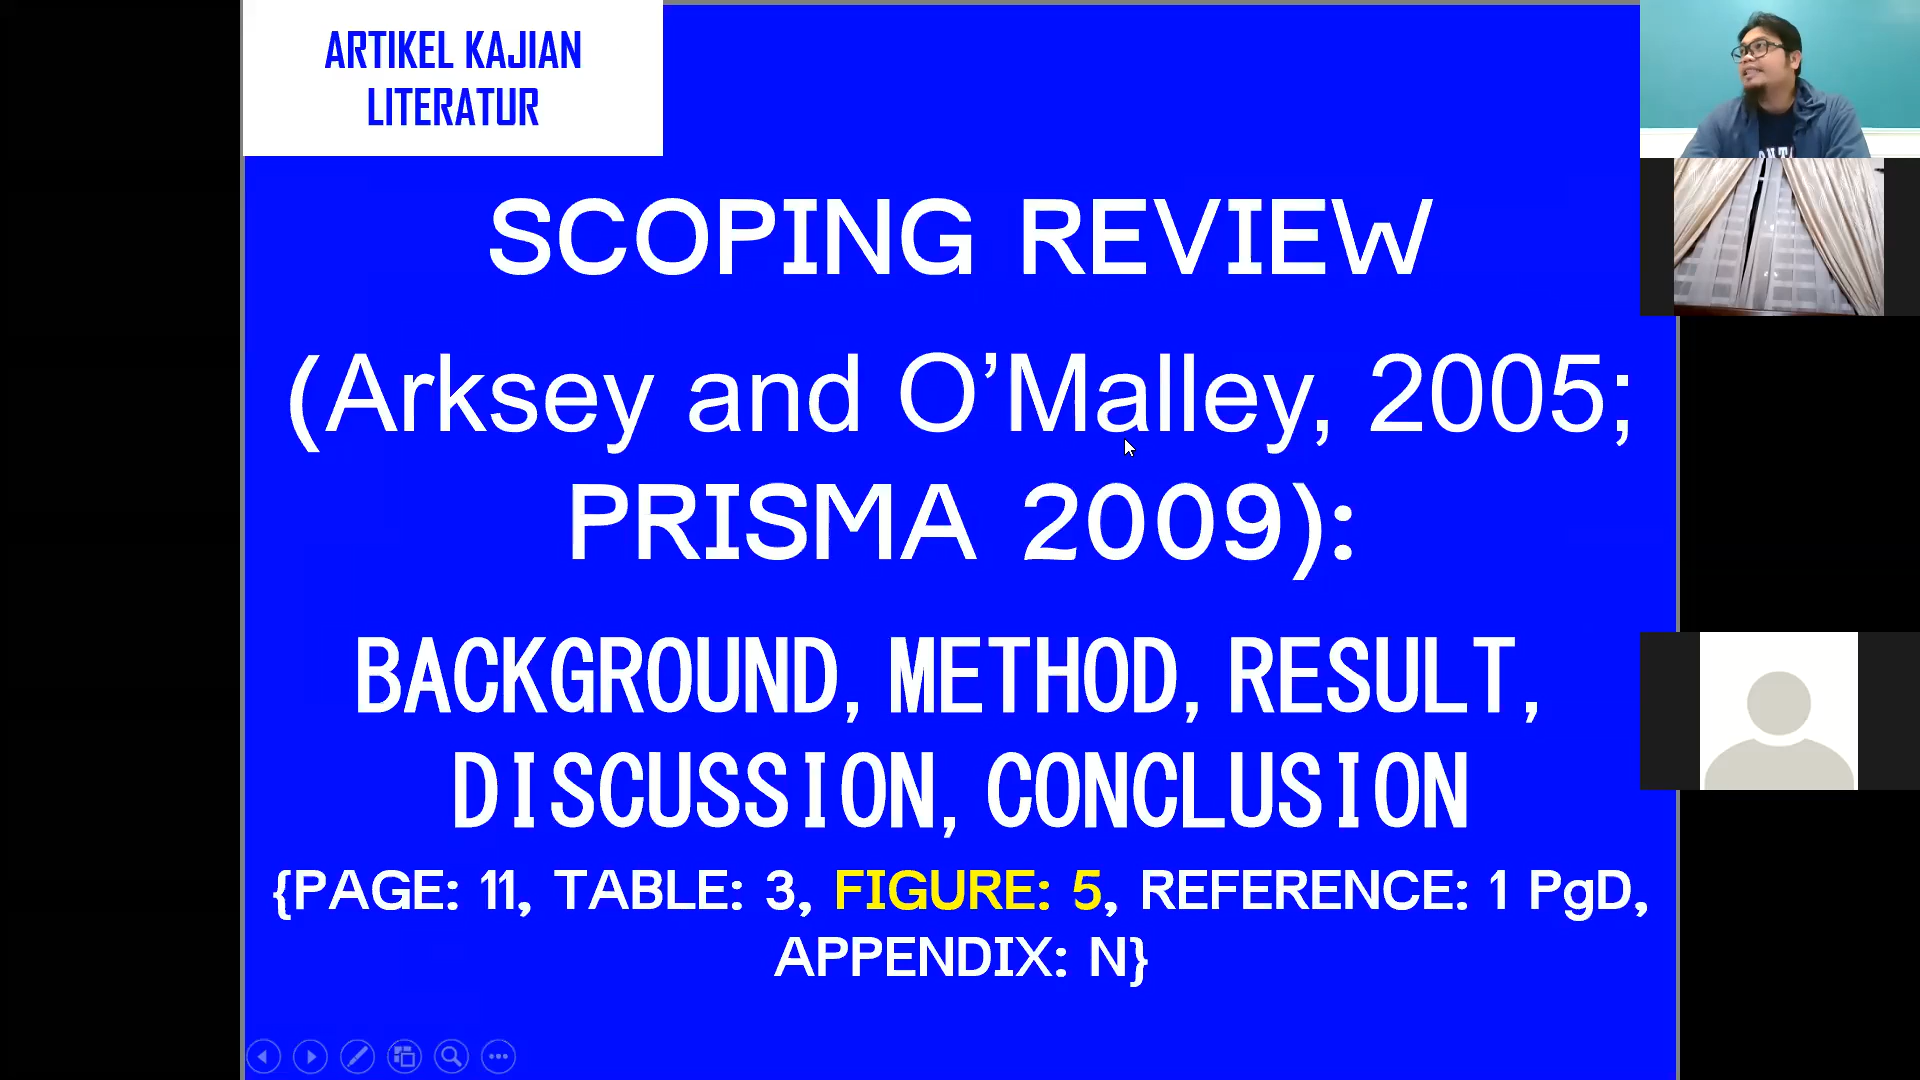 ARTIKEL KAJIAN
LITERATUR
SCOPING REVIEW
(Arksey and O’Malley, 2005;
PRISMA 2009):
BACKGROUND, METHOD, RESULT,
DISCUSSION, CONCLUSION
{PAGE: 11, TABLE: 3, FIGURE: 5, REFERENCE: 1 PgD,
APPENDIX: N}